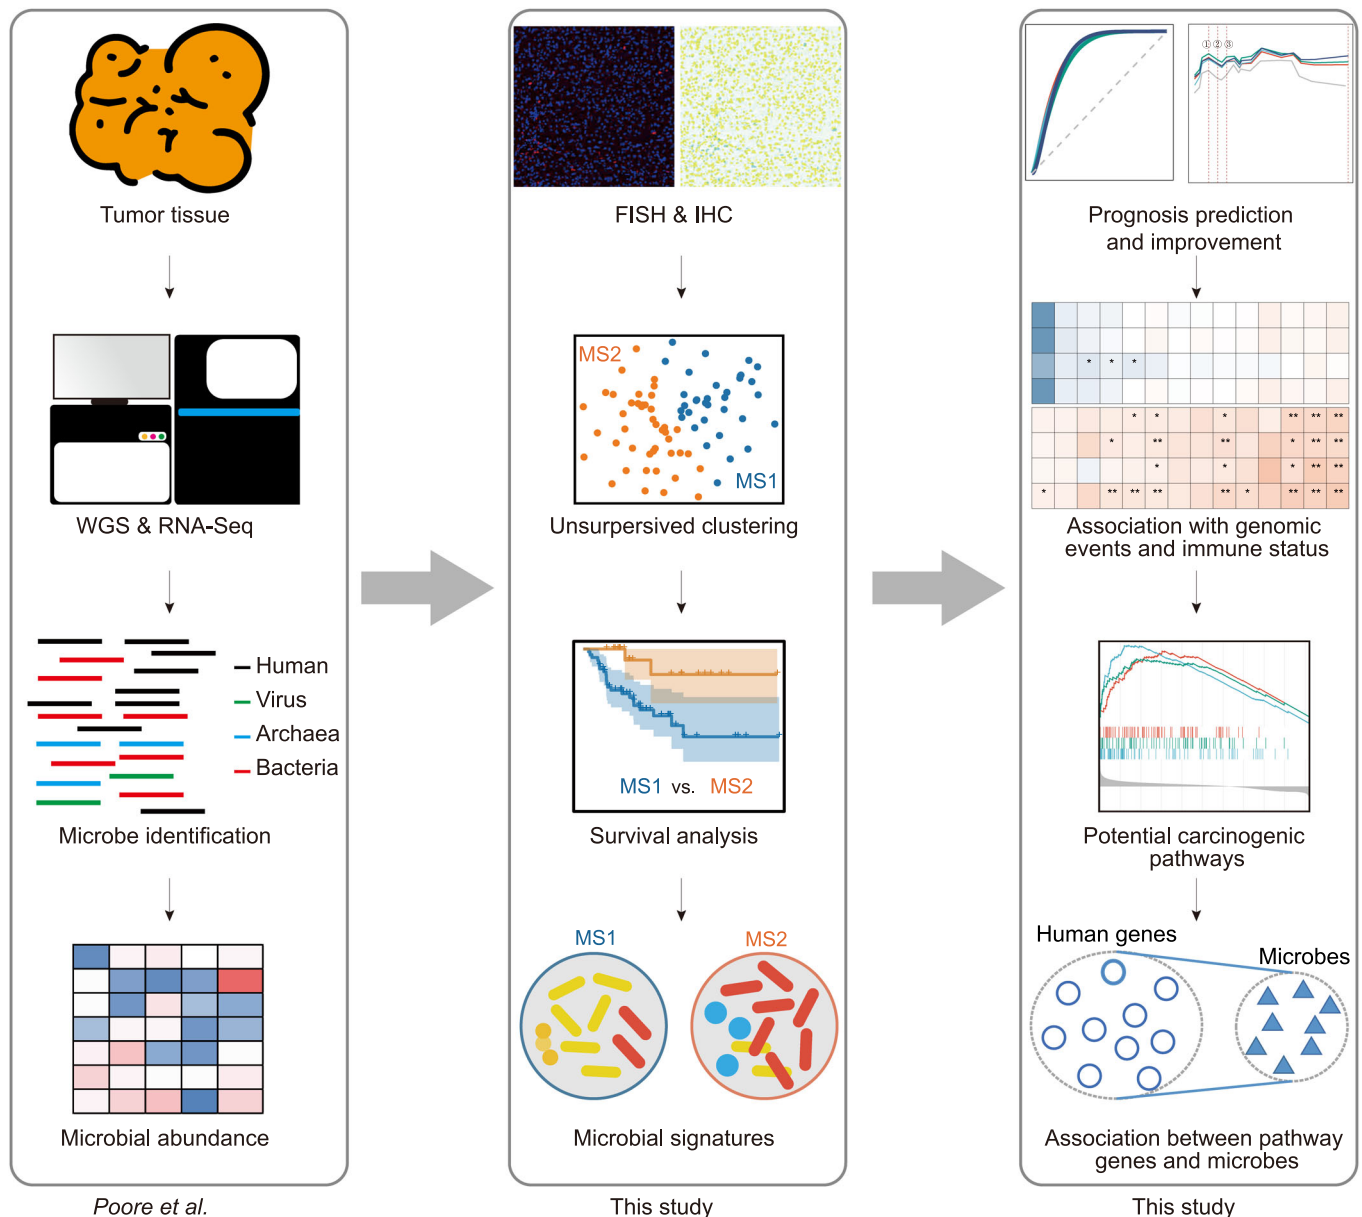 Tumor tissue
WGS & RNA-Seq
Human
Virus
Archaea
Bacteria
Microbe identification
Microbial abundance
Poore et al.
FISH & IHC
MS2
MS1
Unsurpersived clustering
MS1 vs. MS2
Survival analysis
MS1
MS2
Microbial signatures
This study
① ② ③
Prognosis prediction
and improvement
* * *
* * * ** ** **
* ** ** * ** **
* * * ** **
* ** ** ** ** * ** ** **
Association with genomic
events and immune status
Potential carcinogenic
pathways
Human genes
Microbes
Association between pathway
genes and microbes
This study